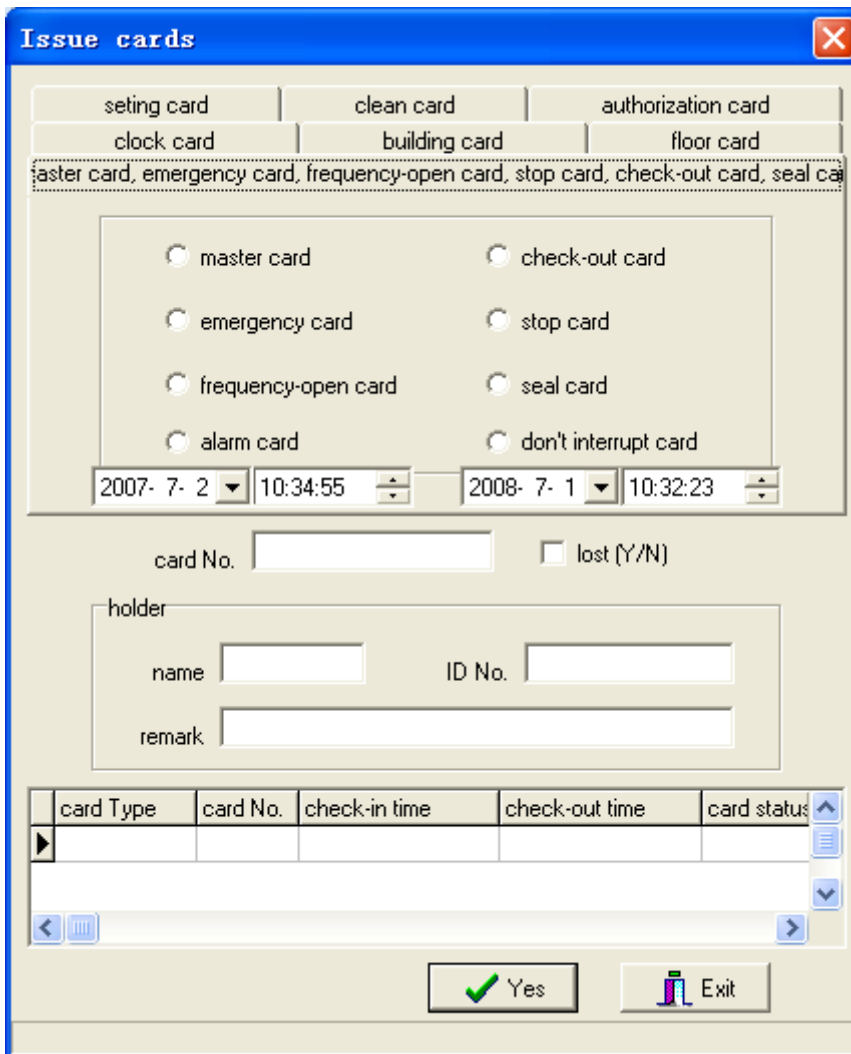 Issue cards
seting card clean card authorization card
clock card building card floor card
aster card, emergency card, frequency-open card, stop card, check-out card, seal ca
master card check-out card
emergency card stop card
frequency-open card seal card
alarm card don't interrupt card
2007- 7- 2 10:34:55 2008- 7- 1 10:32:23
card No. lost (Y/N)
holder
name ID No.
remark
card Type card No. check-in time check-out time card status
Yes Exit